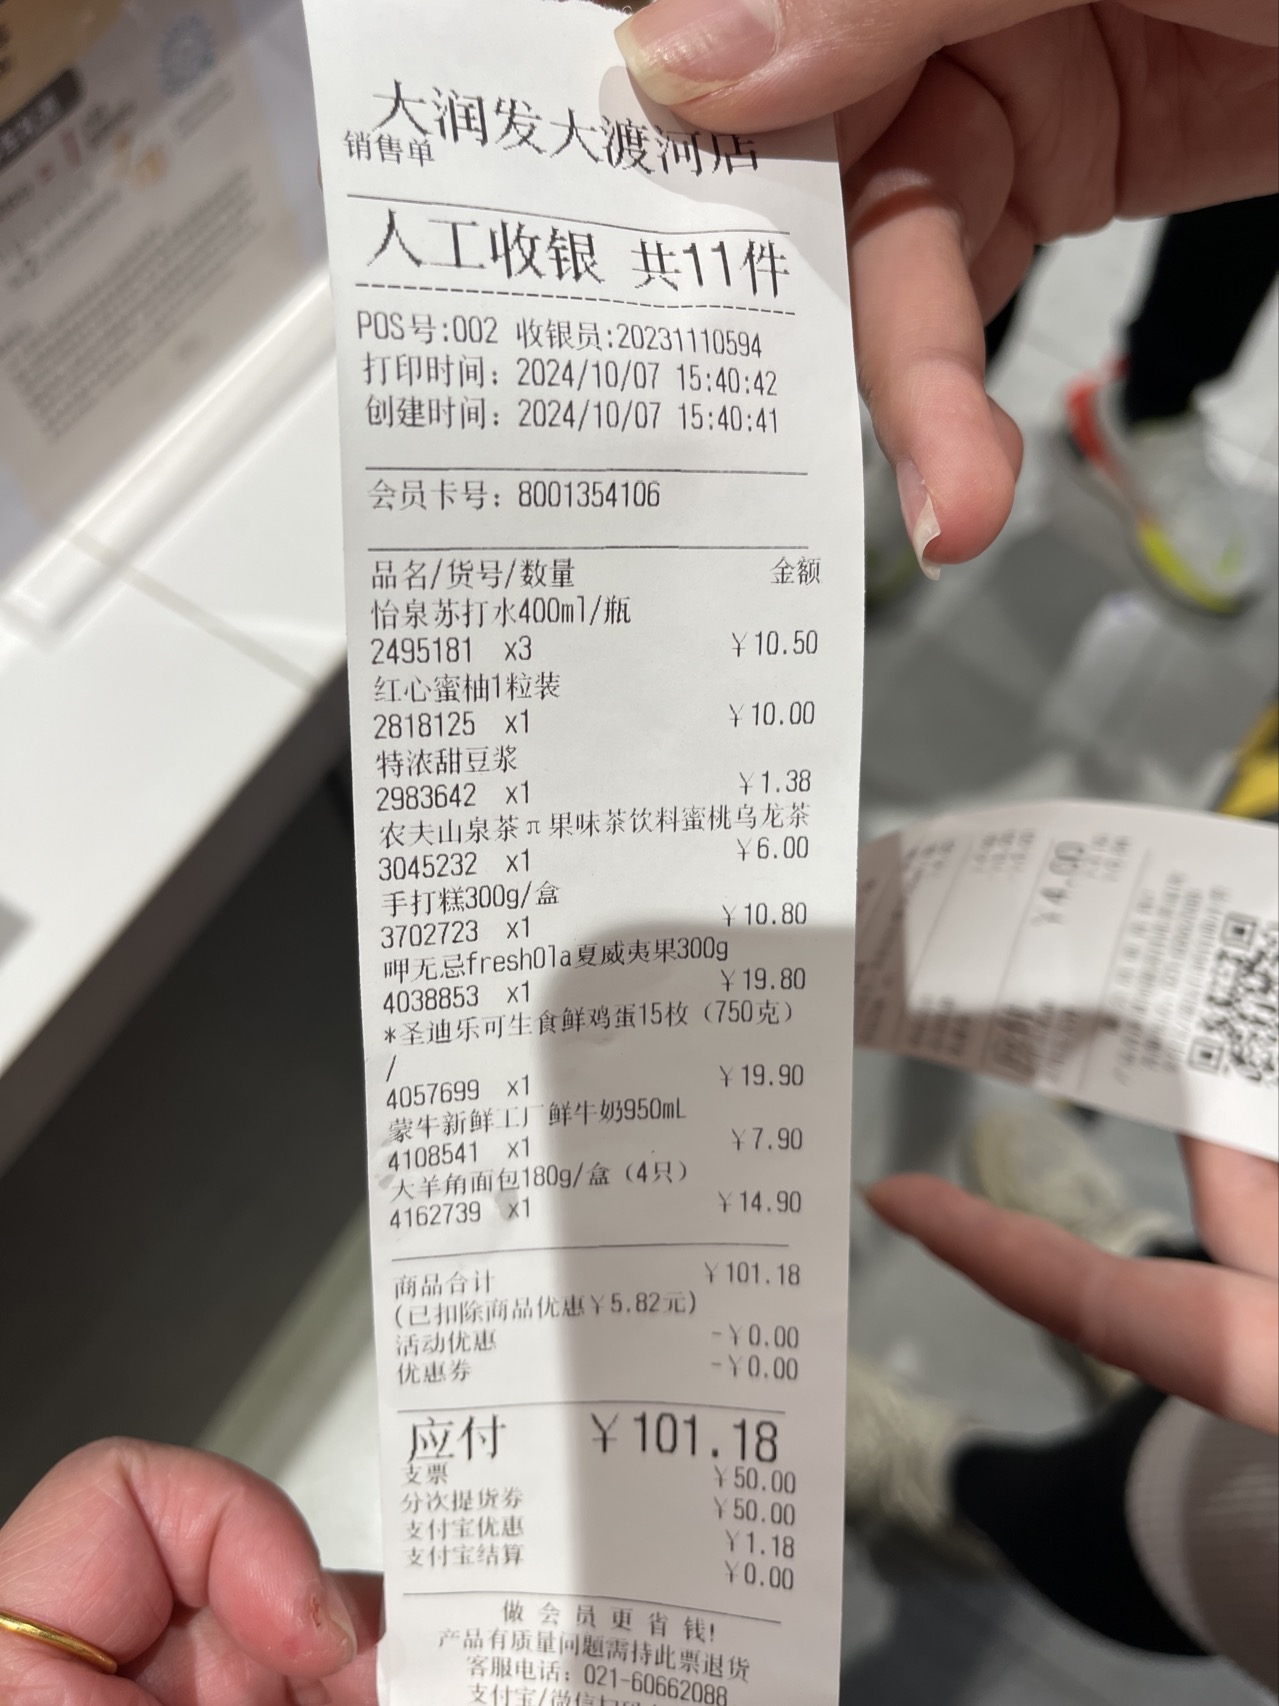 大润发大渡河店
销售单
人工收银 共11件
POS号:002 收银员:20231110594
打印时间: 2024/10/07 15:40:42
创建时间: 2024/10/07 15:40:41
会员卡号: 8001354106
品名/货号/数量 金额
怡泉苏打水400ml/瓶
2495181 x3 ¥10.50
红心蜜柚1粒装
2818125 x1 ¥10.00
特浓甜豆浆
2983642 x1 ¥1.38
农夫山泉茶π果味茶饮料蜜桃乌龙茶
3045232 x1 ¥6.00
手打糕300g/盒
3702723 x1 ¥10.80
呷无忌freshOla夏威夷果300g
4038853 x1 ¥19.80
*圣迪乐可生食鲜鸡蛋15枚（750克）
/
4057699 x1 ¥19.90
蒙牛新鲜工厂鲜牛奶950mL
4108541 x1 ¥7.90
大羊角面包180g/盒（4只）
4162739 x1 ¥14.90
商品合计 ¥101.18
(已扣除商品优惠¥5.82元)
活动优惠 -¥0.00
优惠券 -¥0.00
应付 ¥101.18
支票 ¥50.00
分次提货券 ¥50.00
支付宝优惠 ¥1.18
支付宝结算 ¥0.00
做会员更省钱!
产品有质量问题需持此票退货
客服电话: 021-60662088
支付宝/微信扫码